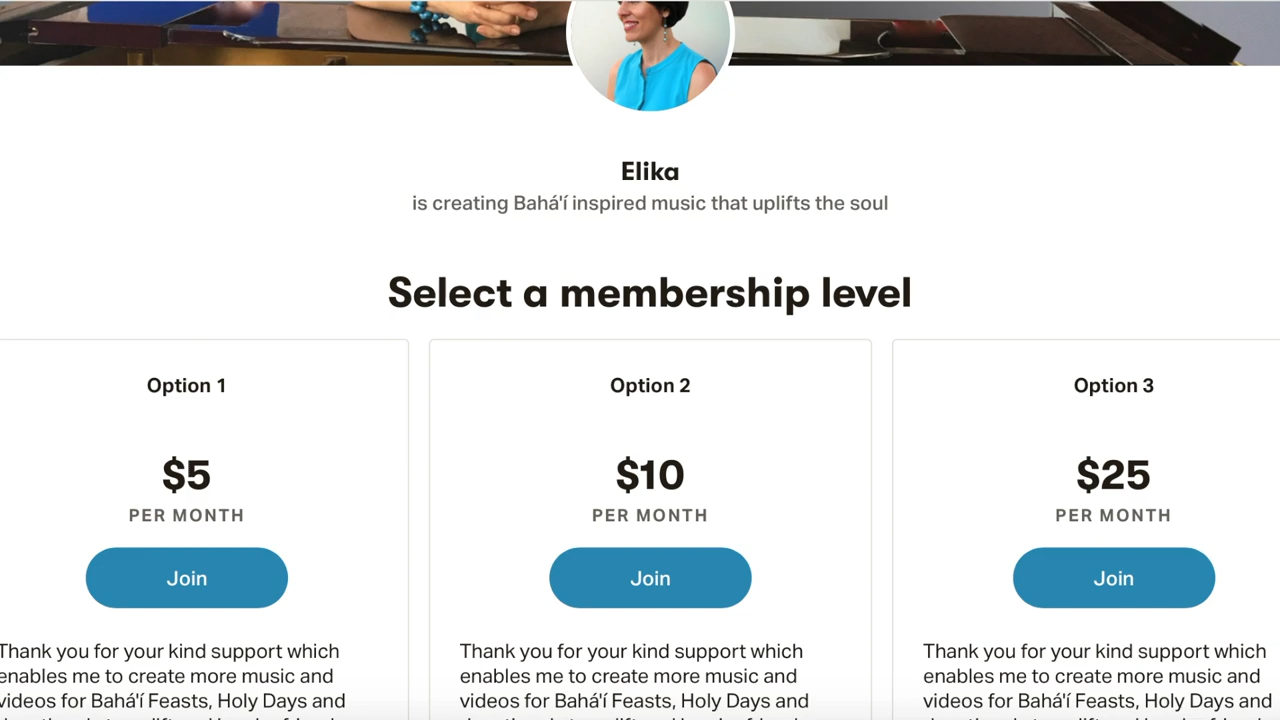 Elika
is creating Bahá'í inspired music that uplifts the soul
Select a membership level
Option 1
$5
PER MONTH
Join
Thank you for your kind support which
enables me to create more music and
videos for Bahá'í Feasts, Holy Days and
Option 2
$10
PER MONTH
Join
Thank you for your kind support which
enables me to create more music and
videos for Bahá'í Feasts, Holy Days and
Option 3
$25
PER MONTH
Join
Thank you for your kind support which
enables me to create more music and
videos for Bahá'í Feasts, Holy Days and